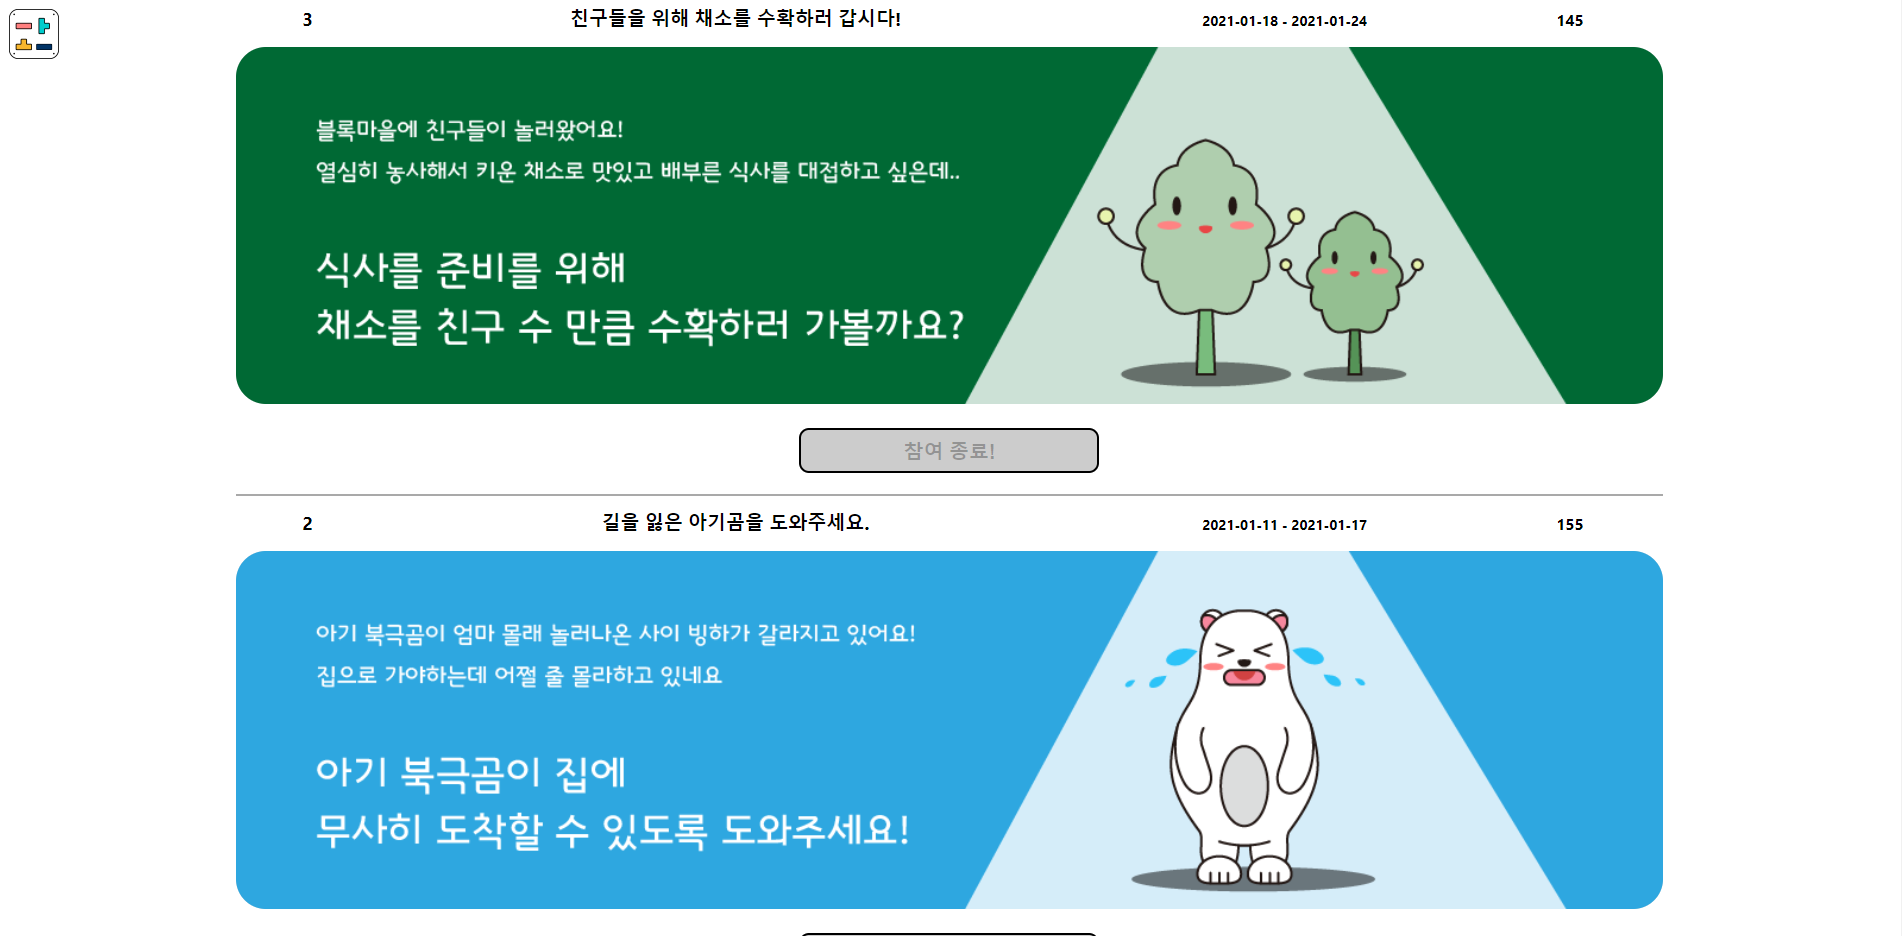 3 친구들을 위해 채소를 수확하러 갑시다! 2021-01-18 - 2021-01-24 145
블록마을에 친구들이 놀러왔어요!
열심히 농사해서 키운 채소로 맛있고 배부른 식사를 대접하고 싶은데..
식사를 준비를 위해
채소를 친구 수 만큼 수확하러 가볼까요?
참여 종료!
2 길을 잃은 아기곰을 도와주세요. 2021-01-11 - 2021-01-17 155
아기 북극곰이 엄마 몰래 놀러나온 사이 빙하가 갈라지고 있어요!
집으로 가야하는데 어쩔 줄 몰라하고 있네요
아기 북극곰이 집에
무사히 도착할 수 있도록 도와주세요!